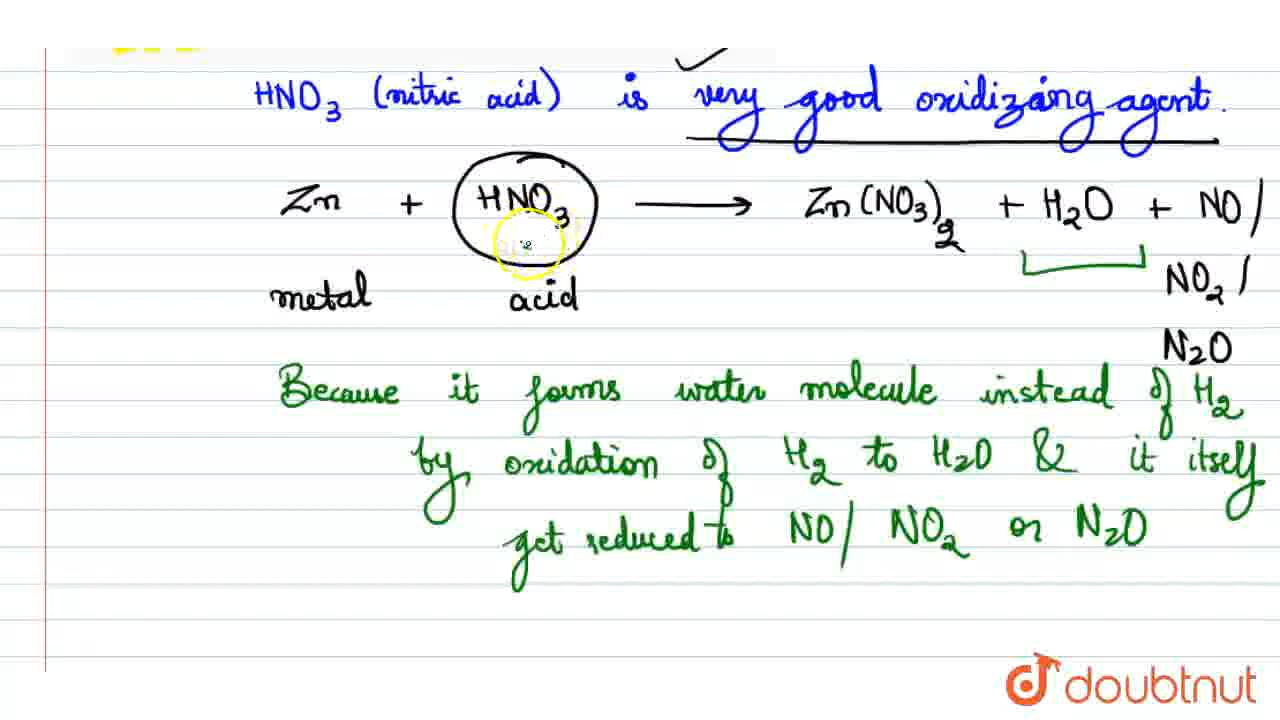 HNO3 (nitric acid) is very good oxidizing agent.
Zn + HNO3 → Zn(NO3)2 + H2O + NO/
NO2/
metal acid
N2O
Because it forms water molecule instead of H2
by oxidation of H2 to H2O & it itself
get reduced to NO/ NO2 or N2O
doubtnut